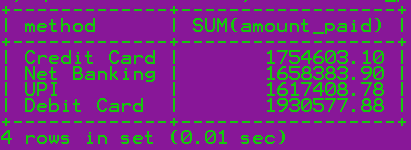 +-------------+------------------+
| method      | SUM(amount_paid) |
+-------------+------------------+
| Credit Card |       1754603.10 |
| Net Banking |       1658383.90 |
| UPI         |       1617408.78 |
| Debit Card  |       1930577.88 |
+-------------+------------------+
4 rows in set (0.01 sec)